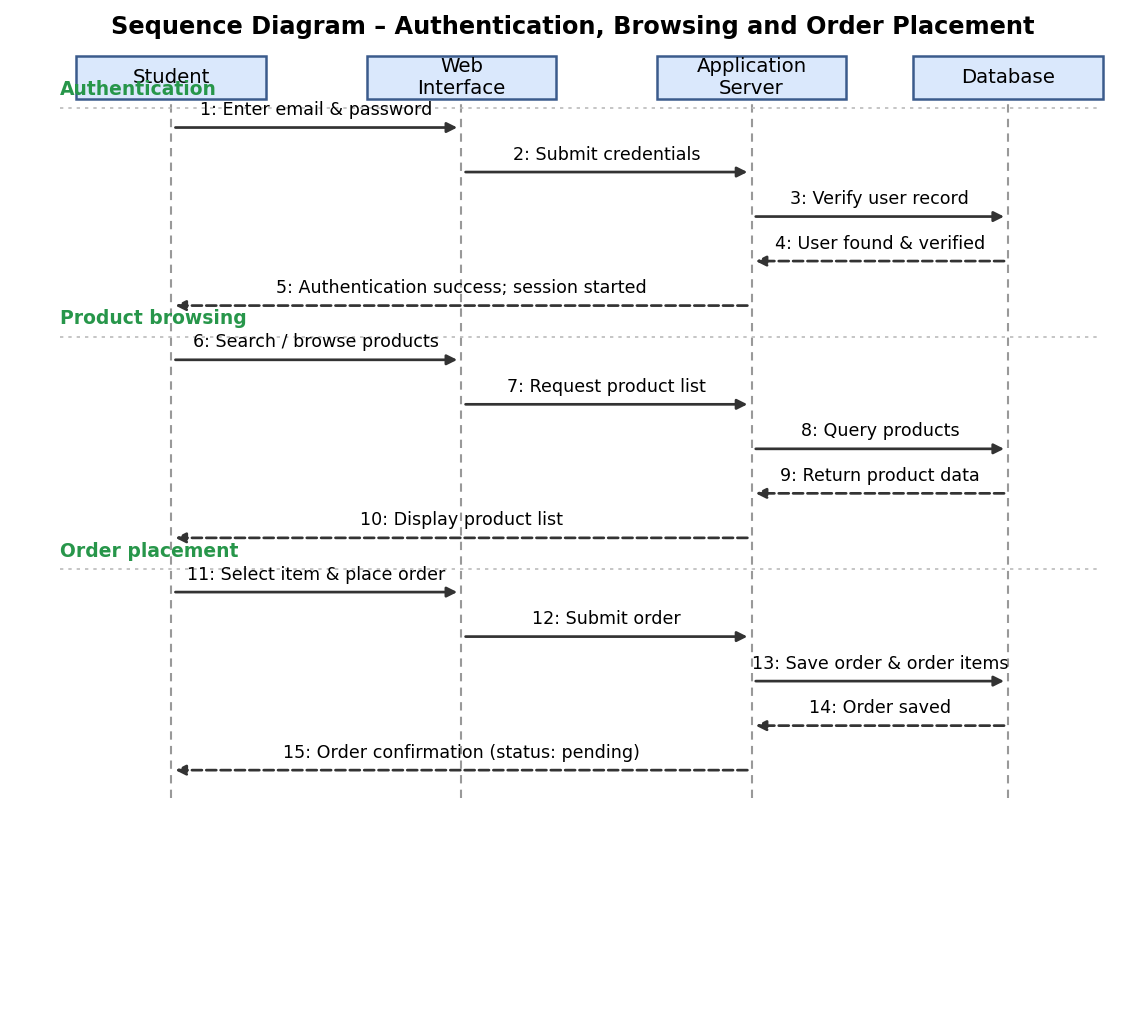 Sequence Diagram – Authentication, Browsing and Order Placement
Student
Web
Interface
Application
Server
Database
Authentication
1: Enter email & password
2: Submit credentials
3: Verify user record
4: User found & verified
5: Authentication success; session started
Product browsing
6: Search / browse products
7: Request product list
8: Query products
9: Return product data
10: Display product list
Order placement
11: Select item & place order
12: Submit order
13: Save order & order items
14: Order saved
15: Order confirmation (status: pending)